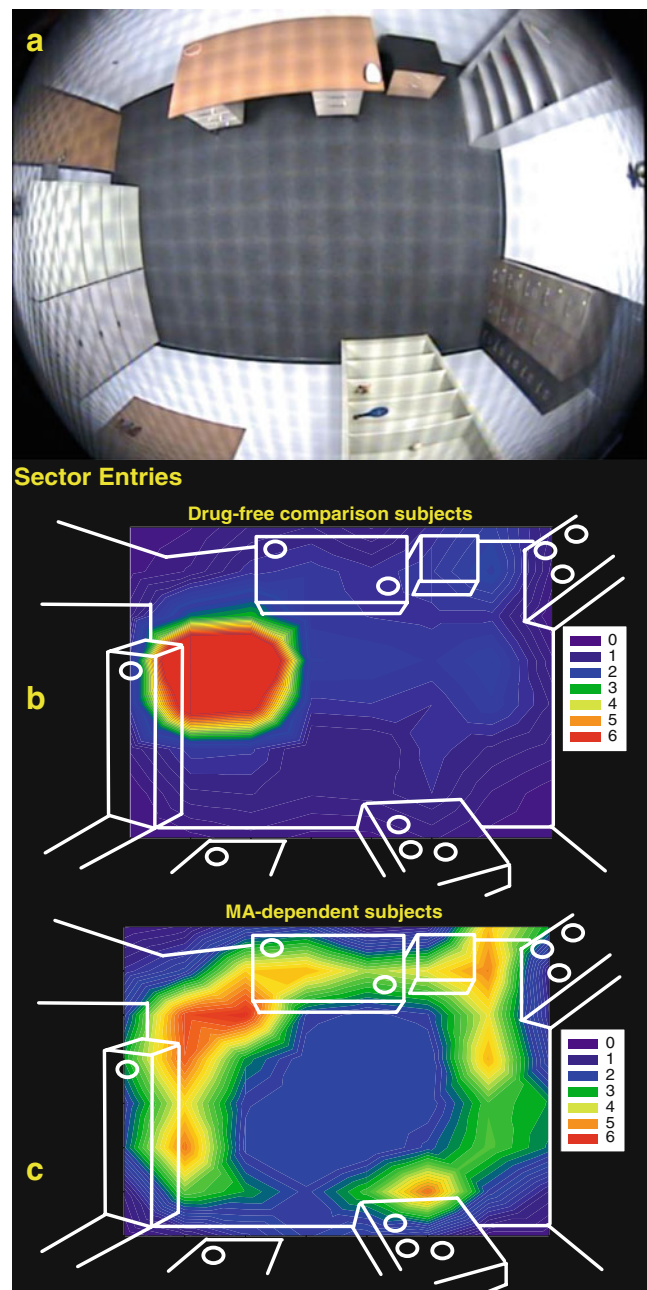 a
Sector Entries
Drug-free comparison subjects
b
0
1
2
3
4
5
6
MA-dependent subjects
c
0
1
2
3
4
5
6